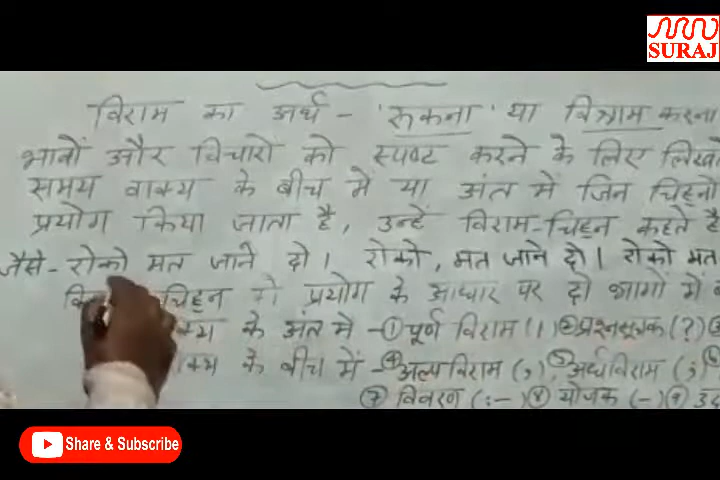 SURAJ
विराम का अर्थ - 'रुकना' या विश्राम करना
भावों और विचारों को स्पष्ट करने के लिए लिखते
समय वाक्य के बीच में या अंत में जिन चिह्नों
प्रयोग किया जाता है, उन्हें विराम-चिह्न कहते है
जैसे - रोको मत जाने दो। रोको, मत जाने दो। रोको मत
चिह्न प्रयोग के आधार पर दो भागों में
के अंत में - ① पूर्ण विराम (।) ② प्रश्नसूचक (?)
के बीच में - ④ अल्पविराम (,) ⑤ अर्धविराम (;)
⑦ विवरण (:-) ⑧ योजक (-) ⑨
Share & Subscribe